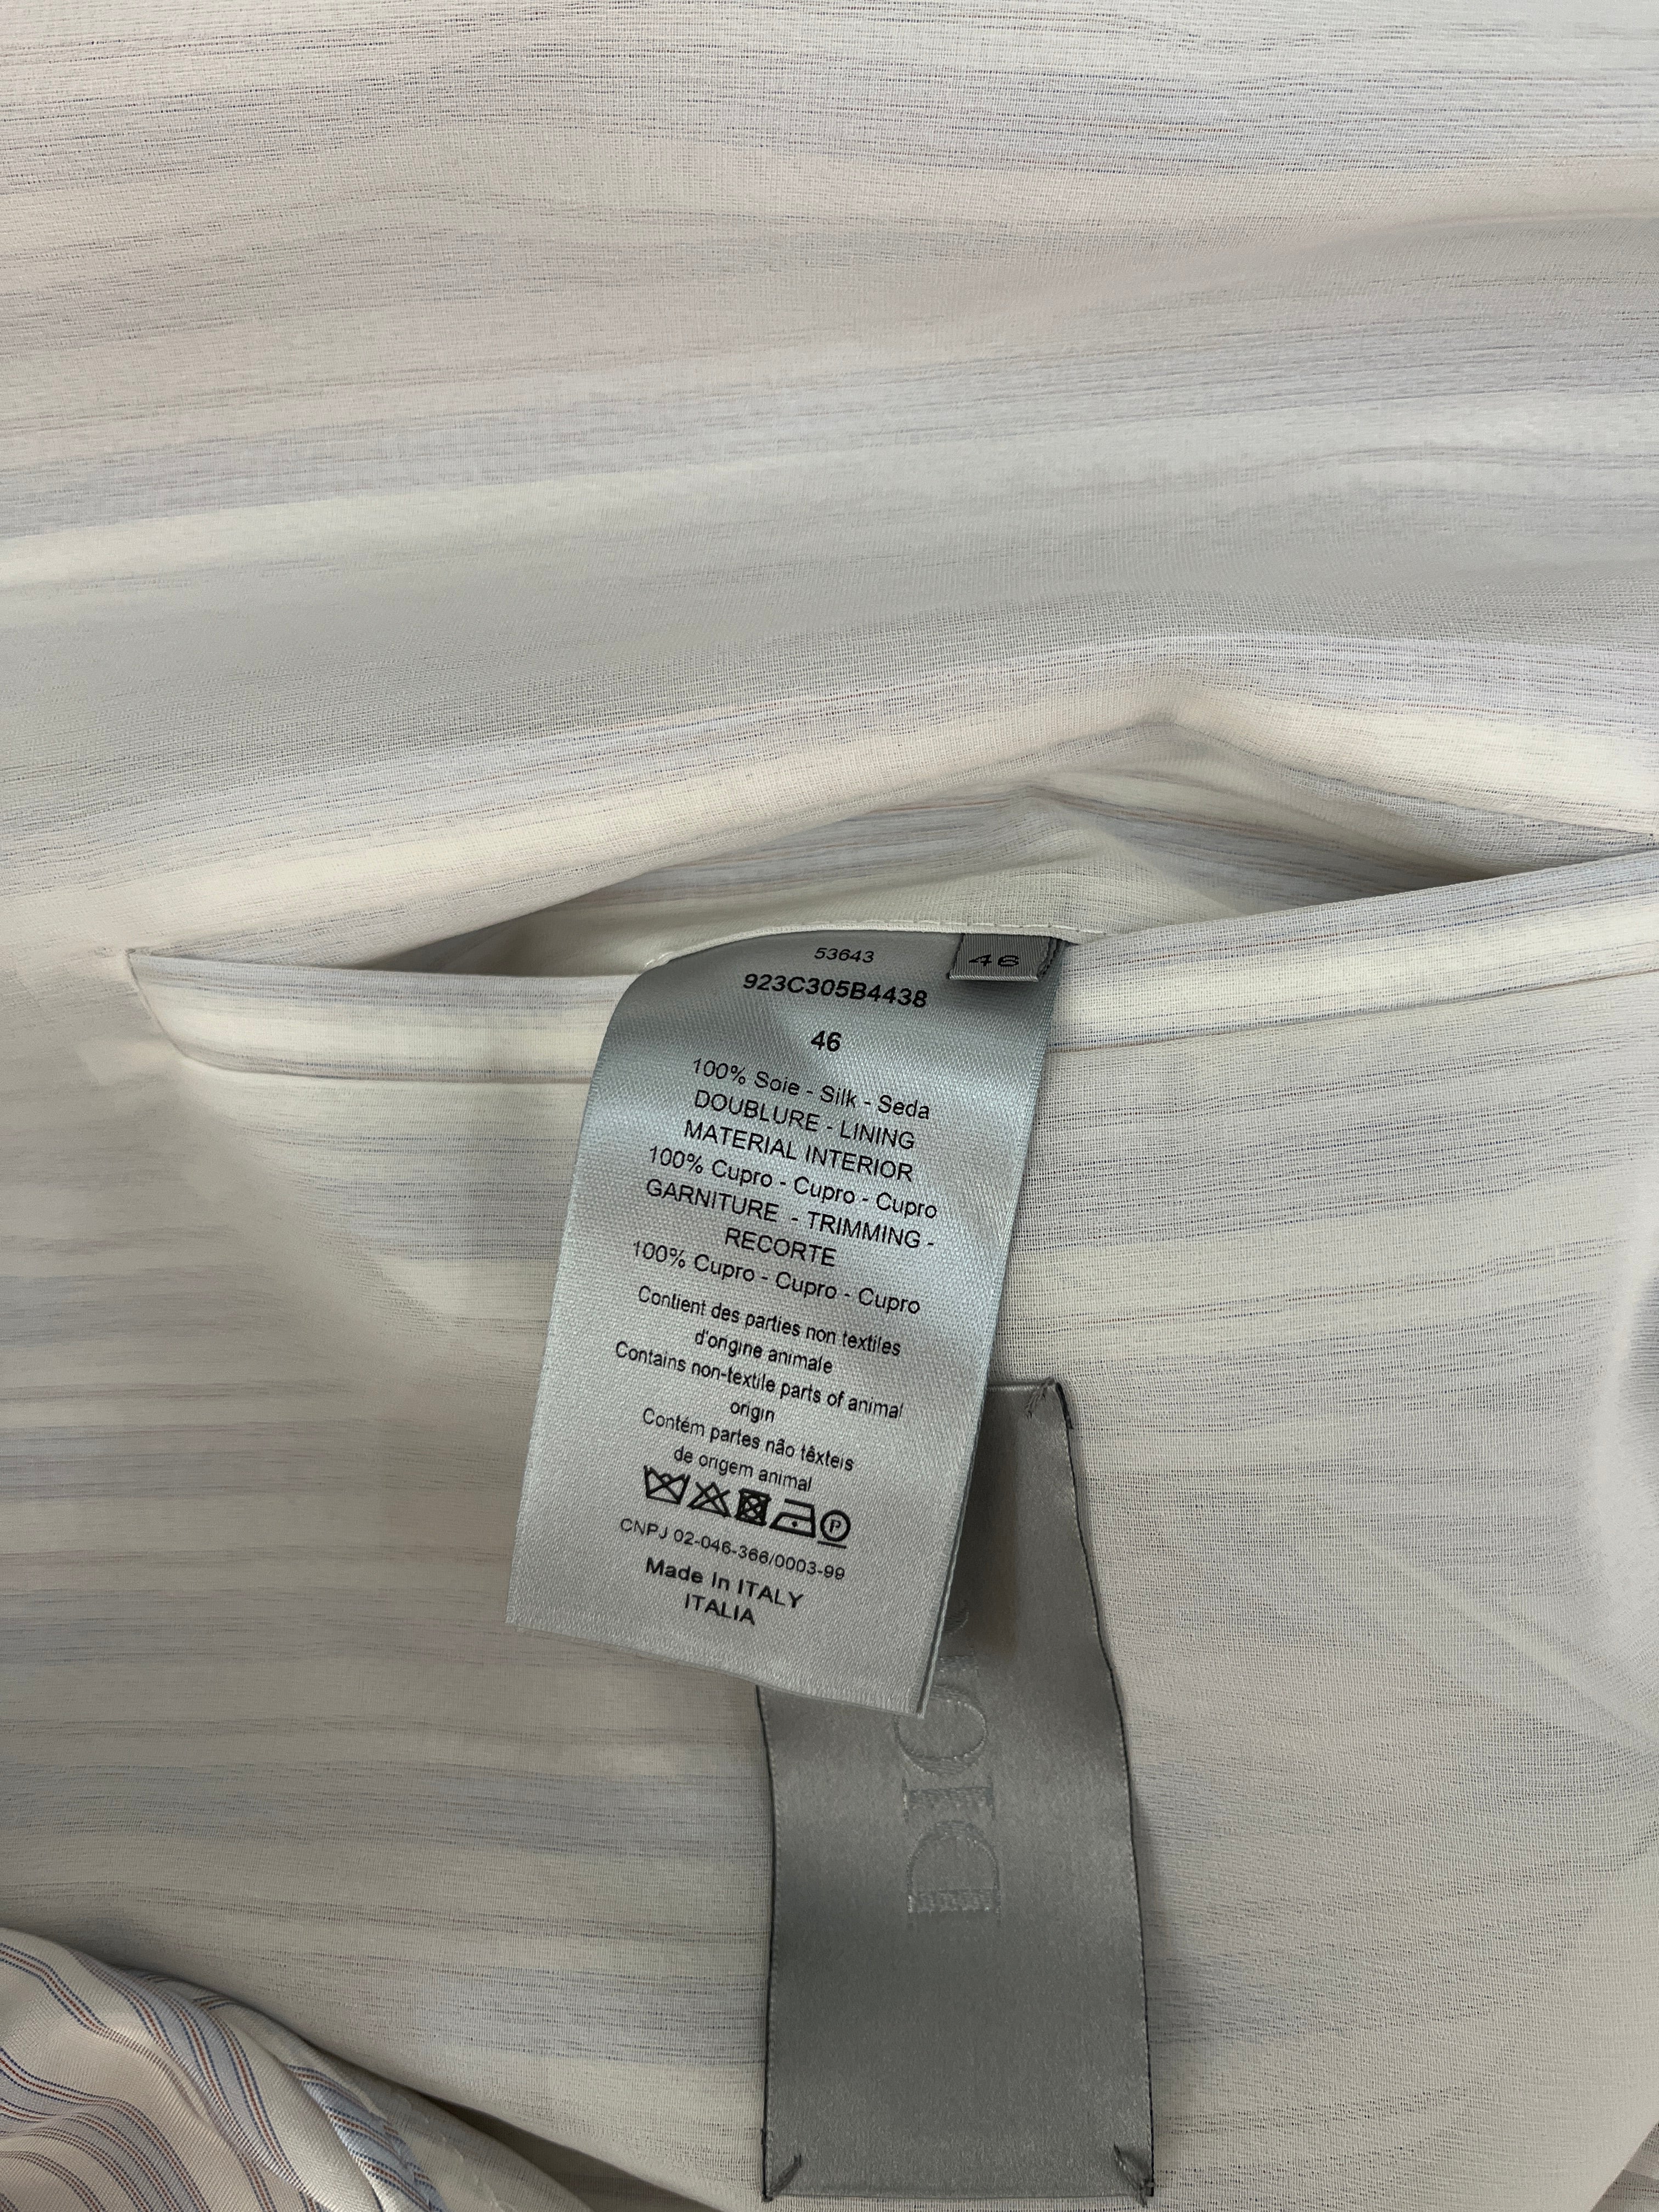 53643
46
923C305B4438
46
100% Soie - Silk - Seda
DOUBLURE - LINING
MATERIAL INTERIOR
100% Cupro - Cupro - Cupro
GARNITURE - TRIMMING -
RECORTE
100% Cupro - Cupro - Cupro
Contient des parties non textiles
d'origine animale
Contains non-textile parts of animal
origin
Contém partes não têxteis
de origem animal
P
CNPJ 02-046-366/0003-99
Made In ITALY
ITALIA
DIOR